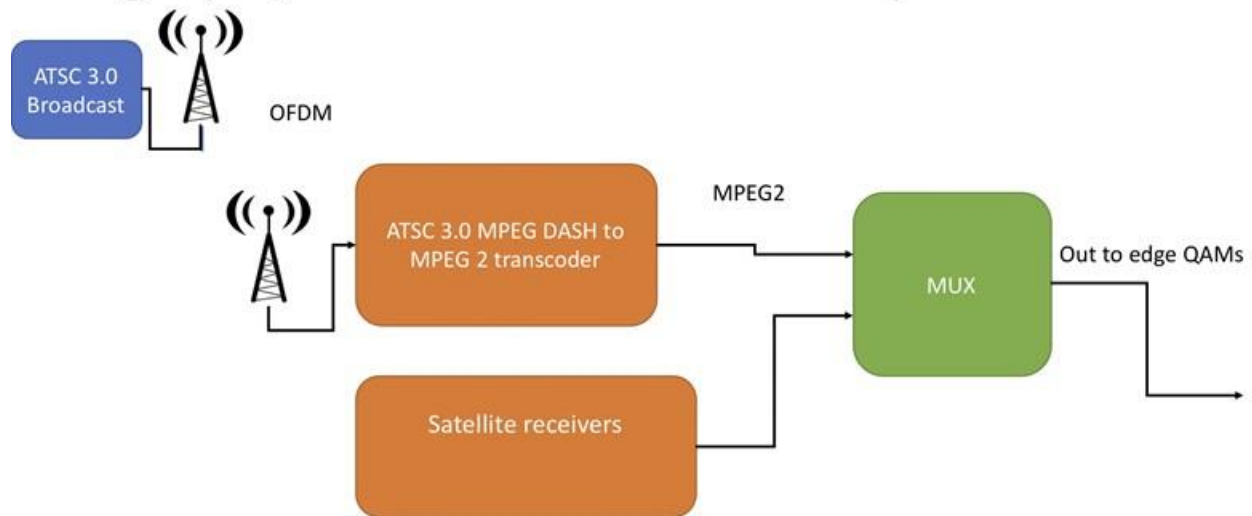 ATSC 3.0
Broadcast
OFDM
MPEG2
ATSC 3.0 MPEG DASH to
MPEG 2 transcoder
Out to edge QAMs
MUX
Satellite receivers